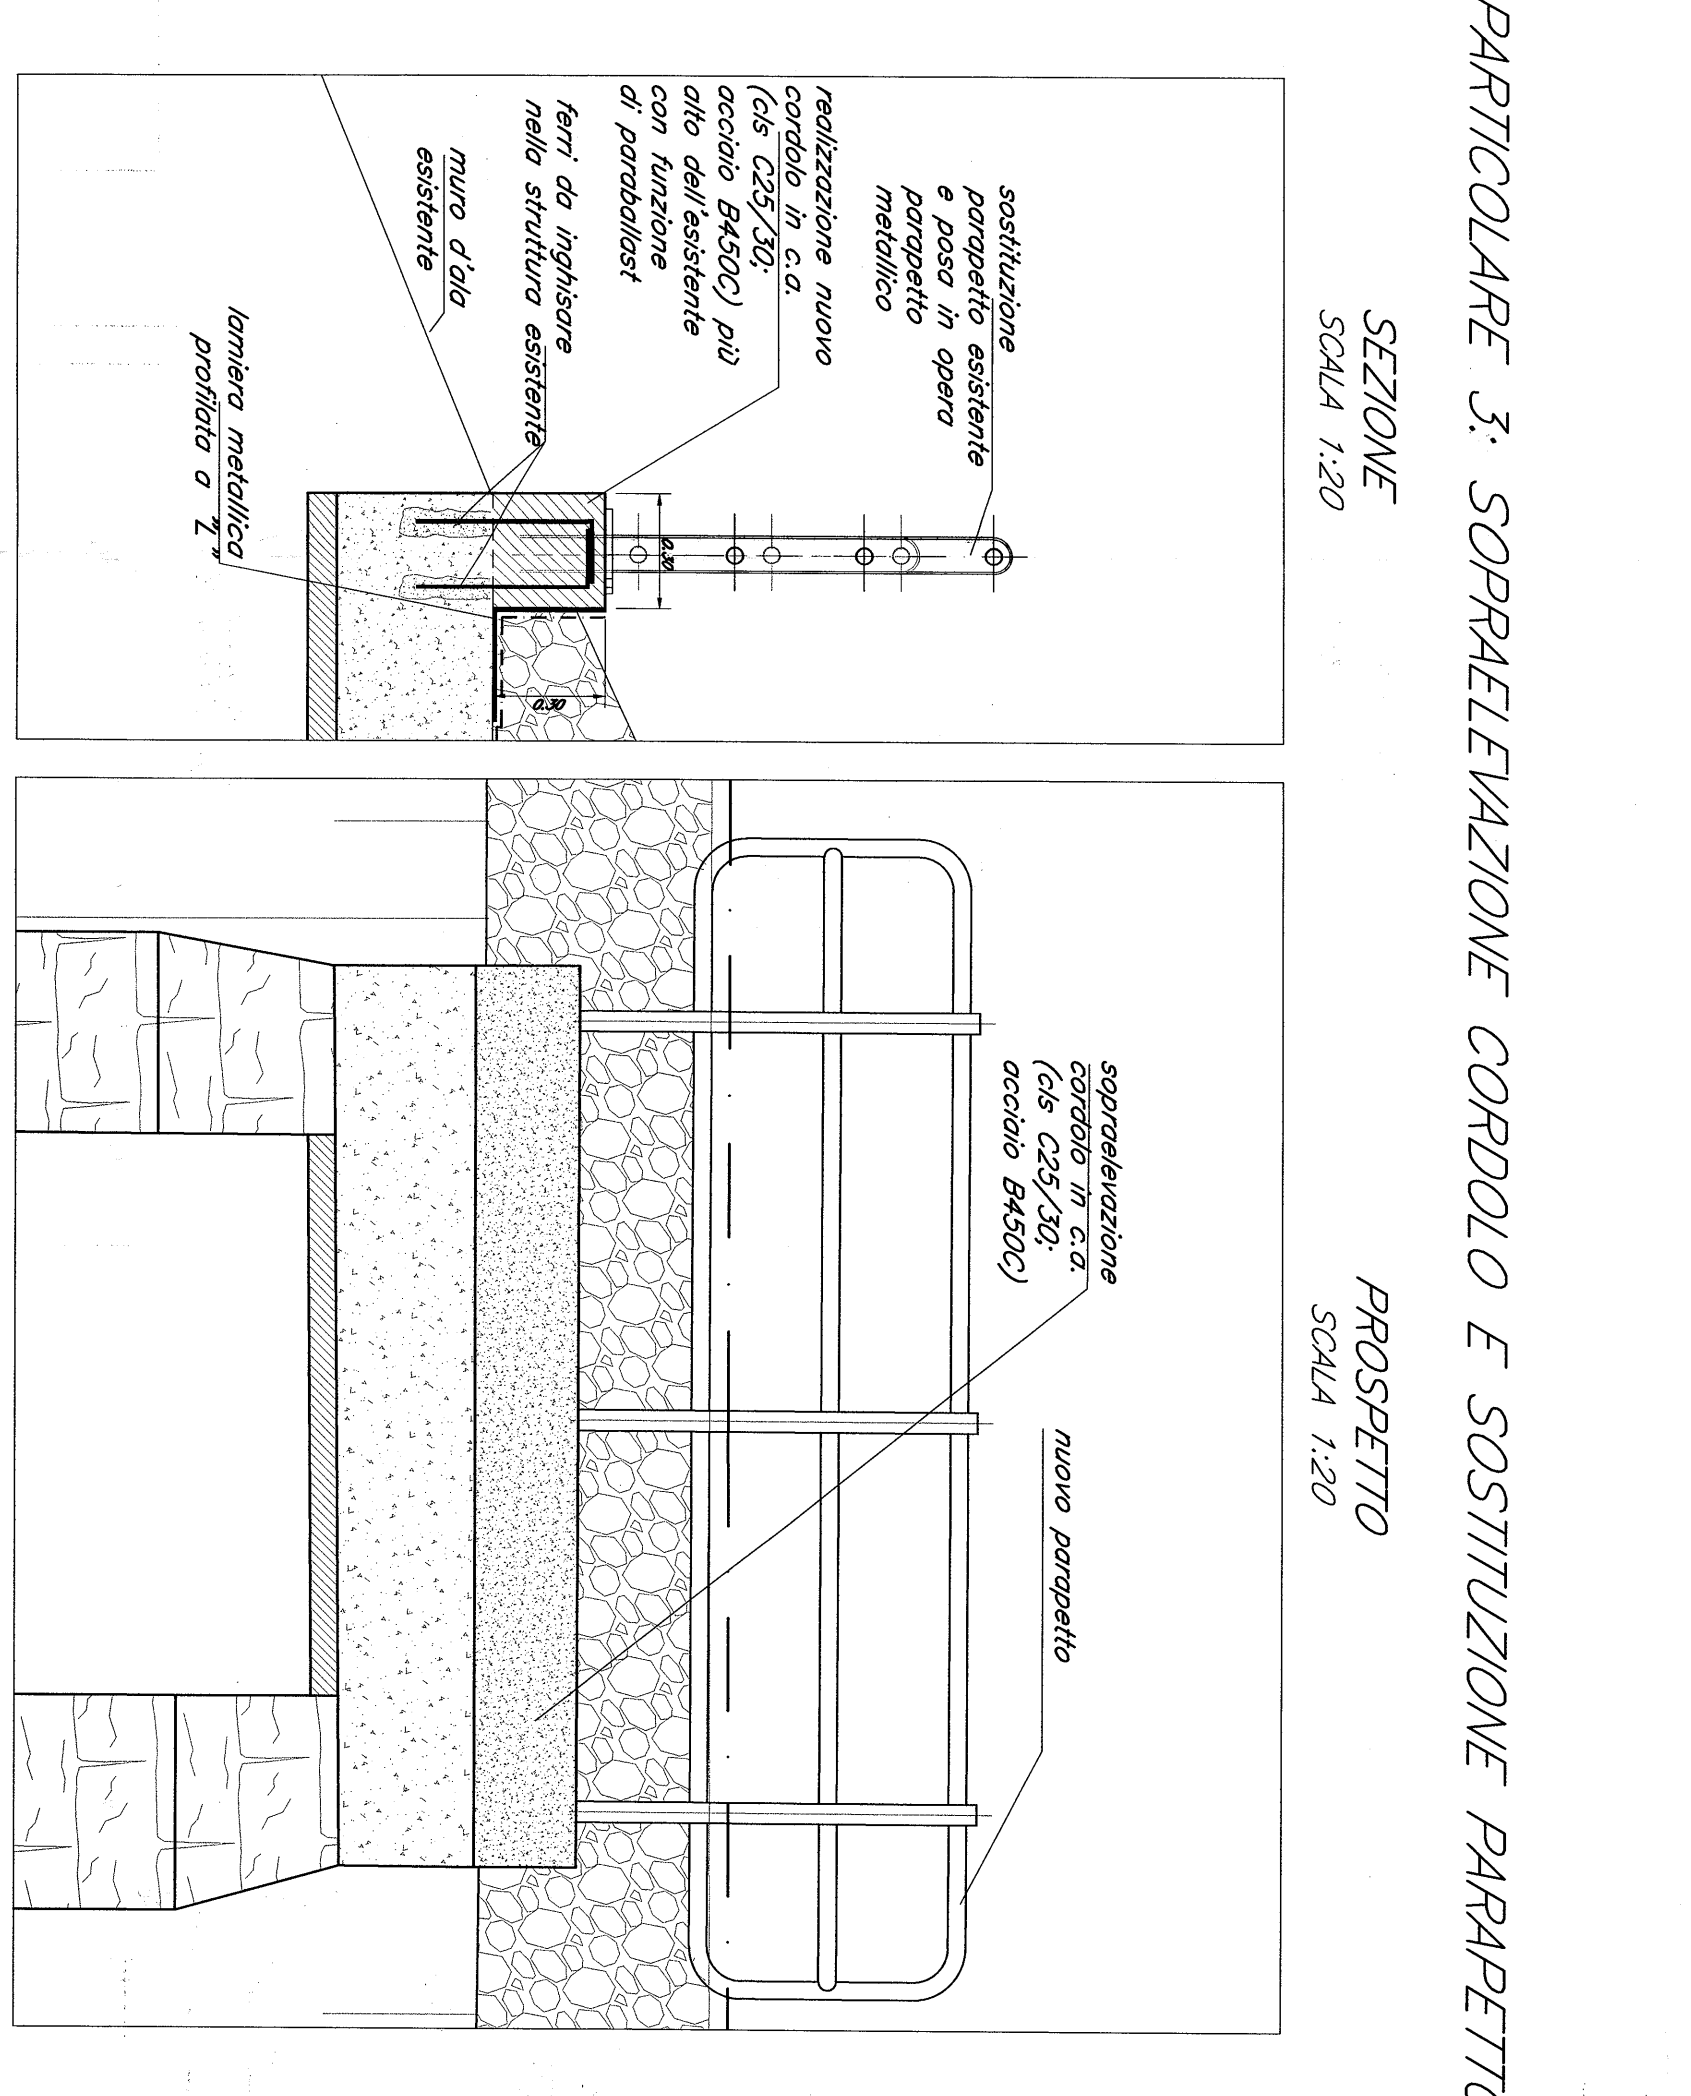 PARTICOLARE 3: SOPRAELEVAZIONE CORDOLO E SOSTITUZIONE PARAPETTO
SEZIONE
SCALA 1:20
sostituzione
parapetto esistente
e posa in opera
parapetto
metallico
realizzazione nuovo
cordolo in c.a.
(cls C25/30;
acciaio B450C) più
alto dell'esistente
con funzione
di paraballast
ferri da inghisare
nella struttura esistente
muro d'ala
esistente
lamiera metallica
profilata a "L"
0.30
0.30
PROSPETTO
SCALA 1:20
sopraelevazione
cordolo in c.a.
(cls C25/30;
acciaio B450C)
nuovo parapetto